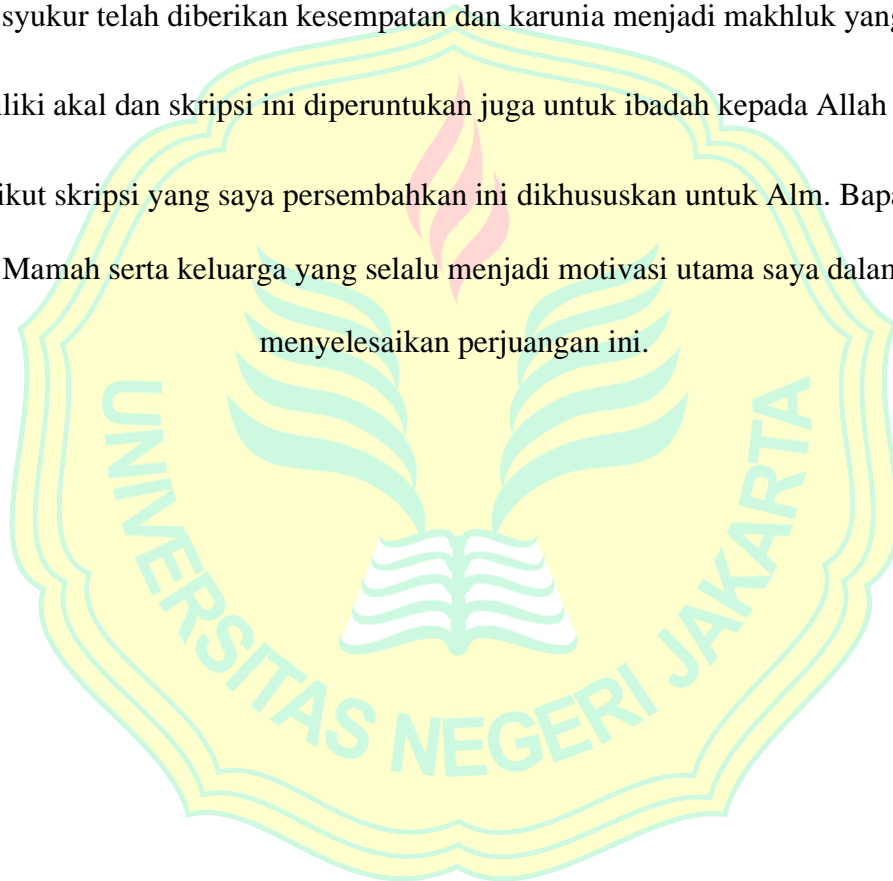 syukur telah diberikan kesempatan dan karunia menjadi makhluk yang
iliki akal dan skripsi ini diperuntukan juga untuk ibadah kepada Allah
ikut skripsi yang saya persembahkan ini dikhususkan untuk Alm. Bapa
Mamah serta keluarga yang selalu menjadi motivasi utama saya dalam
menyelesaikan perjuangan ini.
UNIVERSITAS NEGERI JAKARTA